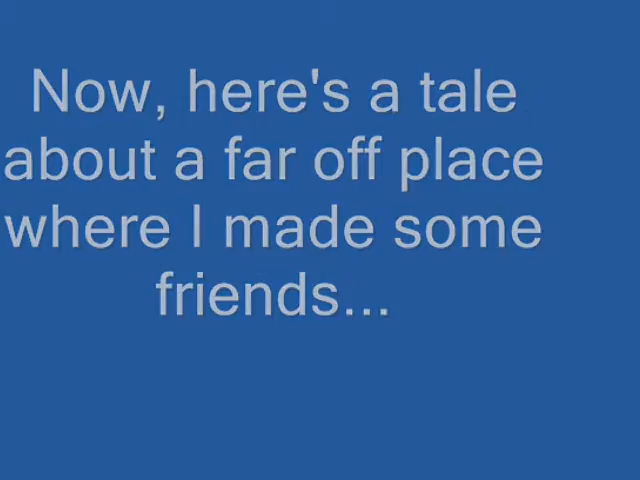 Now, here's a tale
about a far off place
where I made some
friends...